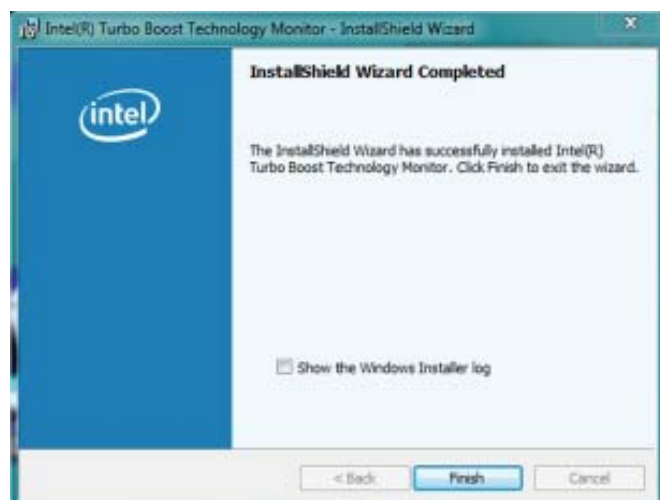 Intel(R) Turbo Boost Technology Monitor - InstallShield Wizard
InstallShield Wizard Completed
intel
The InstallShield Wizard has successfully installed Intel(R)
Turbo Boost Technology Monitor. Click Finish to exit the wizard.
Show the Windows Installer log
< Back
Finish
Cancel